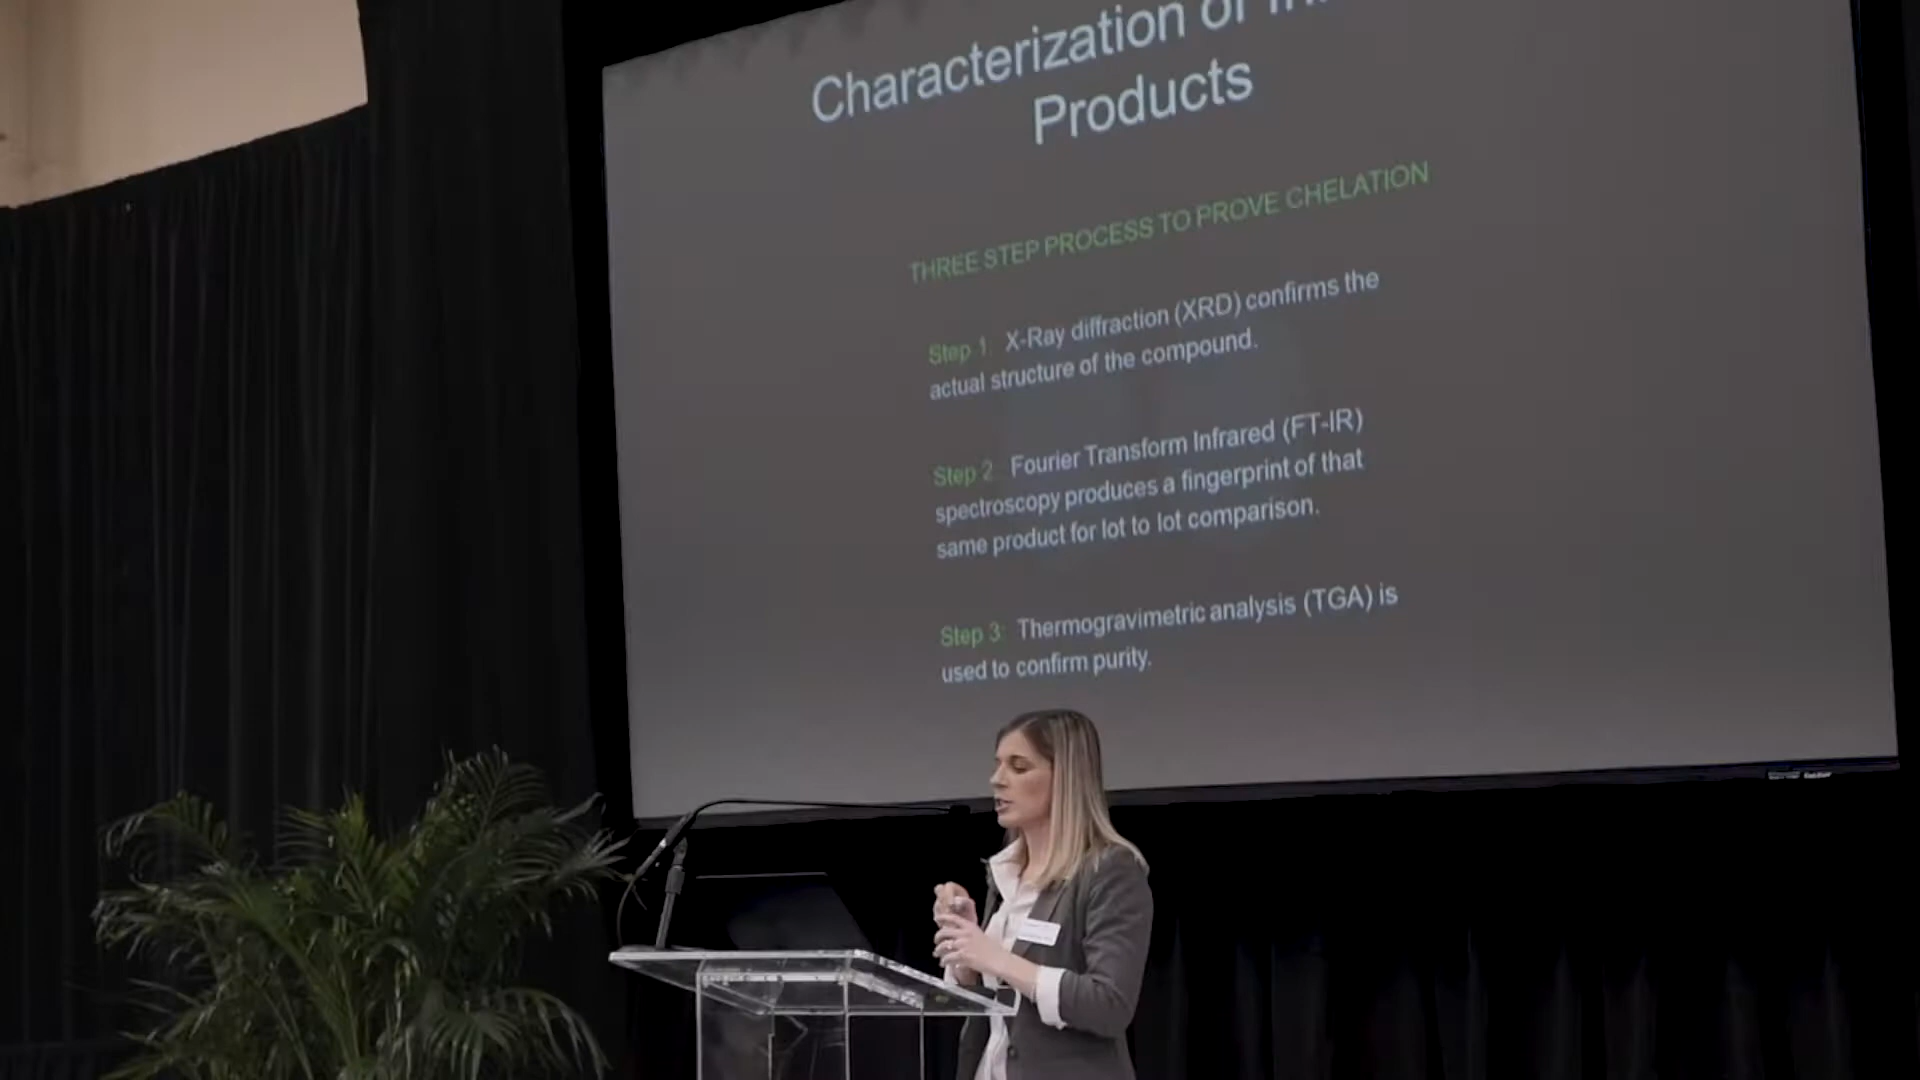 Characterization of
Products
THREE STEP PROCESS TO PROVE CHELATION
Step 1: X-Ray diffraction (XRD) confirms the
actual structure of the compound.
Step 2: Fourier Transform Infrared (FT-IR)
spectroscopy produces a fingerprint of that
same product for lot to lot comparison.
Step 3: Thermogravimetric analysis (TGA) is
used to confirm purity.